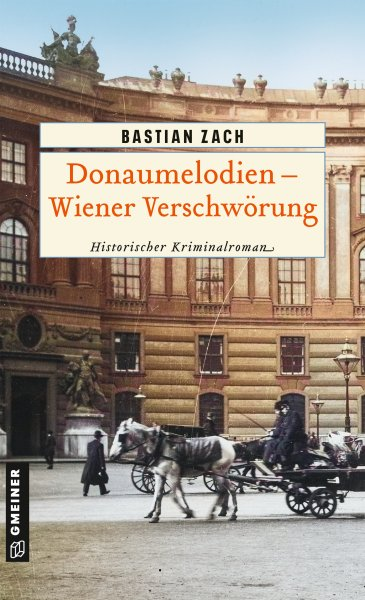 BASTIAN ZACH
Donaumelodien –
Wiener Verschwörung
Historischer Kriminalroman
GMEINER